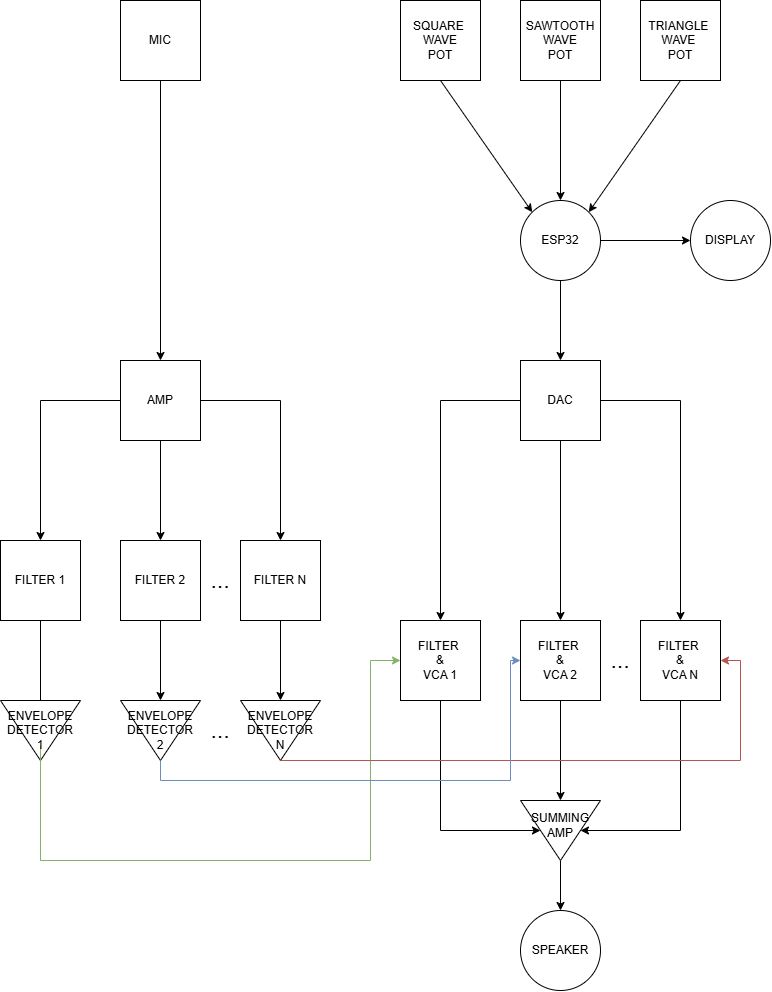 MIC
SQUARE
WAVE
POT
SAWTOOTH
WAVE
POT
TRIANGLE
WAVE
POT
ESP32
DISPLAY
AMP
DAC
FILTER 1
FILTER 2
...
FILTER N
FILTER
&
VCA 1
FILTER
&
VCA 2
...
FILTER
&
VCA N
ENVELOPE
DETECTOR
1
ENVELOPE
DETECTOR
2
...
ENVELOPE
DETECTOR
N
SUMMING
AMP
SPEAKER